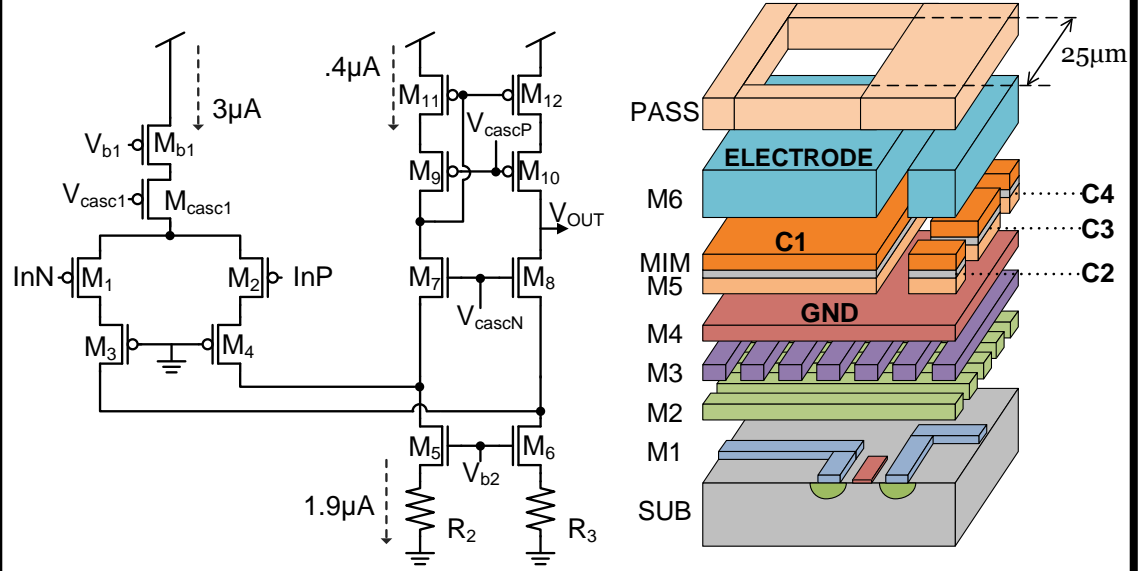 3µA
V_b1
M_b1
V_casc1
M_casc1
InN
M_1
M_2
InP
M_3
M_4
.4µA
M_11
M_12
V_cascP
M_9
M_10
V_OUT
M_7
M_8
V_cascN
M_5
M_6
V_b2
1.9µA
R_2
R_3
25µm
PASS
ELECTRODE
M6
C4
C3
C1
MIM
M5
C2
GND
M4
M3
M2
M1
SUB